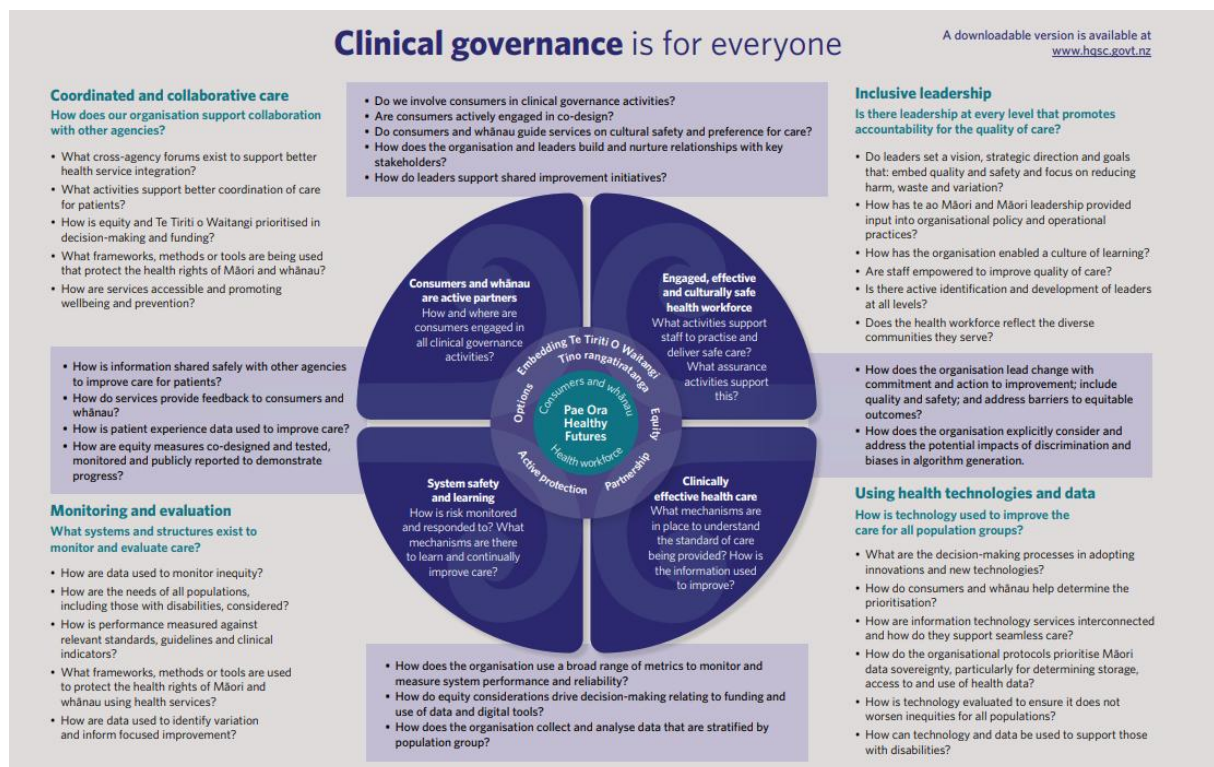 Clinical governance is for everyone
A downloadable version is available at
www.hqsc.govt.nz
Coordinated and collaborative care
How does our organisation support collaboration
with other agencies?
• What cross-agency forums exist to support better
health service integration?
• What activities support better coordination of care
for patients?
• How is equity and Te Tiriti o Waitangi prioritised in
decision-making and funding?
• What frameworks, methods or tools are being used
that protect the health rights of Māori and whānau?
• How are services accessible and promoting
wellbeing and prevention?
• Do we involve consumers in clinical governance activities?
• Are consumers actively engaged in co-design?
• Do consumers and whānau guide services on cultural safety and preference for care?
• How does the organisation and leaders build and nurture relationships with key
stakeholders?
• How do leaders support shared improvement initiatives?
Inclusive leadership
Is there leadership at every level that promotes
accountability for the quality of care?
• Do leaders set a vision, strategic direction and goals
that: embed quality and safety and focus on reducing
harm, waste and variation?
• How has te ao Māori and Māori leadership provided
input into organisational policy and operational
practices?
• How has the organisation enabled a culture of learning?
• Are staff empowered to improve quality of care?
• Is there active identification and development of leaders
at all levels?
• Does the health workforce reflect the diverse
communities they serve?
Consumers and whānau
are active partners
How and where are
consumers engaged in
all clinical governance
activities?
Engaged, effective
and culturally safe
health workforce
What activities support
staff to practise and
deliver safe care?
What assurance
activities support
this?
Embedding Te Tiriti O Waitangi
Tino rangatiratanga
Options
Equity
Active protection
Partnership
Consumers and whānau
Pae Ora
Healthy
Futures
Health workforce
• How is information shared safely with other agencies
to improve care for patients?
• How do services provide feedback to consumers and
whānau?
• How is patient experience data used to improve care?
• How are equity measures co-designed and tested,
monitored and publicly reported to demonstrate
progress?
• How does the organisation lead change with
commitment and action to improvement; include
quality and safety; and address barriers to equitable
outcomes?
• How does the organisation explicitly consider and
address the potential impacts of discrimination and
biases in algorithm generation.
System safety
and learning
How is risk monitored
and responded to? What
mechanisms are there
to learn and continually
improve care?
Clinically
effective health care
What mechanisms are
in place to understand
the standard of care
being provided? How is
the information used
to improve?
Monitoring and evaluation
What systems and structures exist to
monitor and evaluate care?
• How are data used to monitor inequity?
• How are the needs of all populations,
including those with disabilities, considered?
• How is performance measured against
relevant standards, guidelines and clinical
indicators?
• What frameworks, methods or tools are used
to protect the health rights of Māori and
whānau using health services?
• How are data used to identify variation
and inform focused improvement?
• How does the organisation use a broad range of metrics to monitor and
measure system performance and reliability?
• How do equity considerations drive decision-making relating to funding and
use of data and digital tools?
• How does the organisation collect and analyse data that are stratified by
population group?
Using health technologies and data
How is technology used to improve the
care for all population groups?
• What are the decision-making processes in adopting
innovations and new technologies?
• How do consumers and whānau help determine the
prioritisation?
• How are information technology services interconnected
and how do they support seamless care?
• How do the organisational protocols prioritise Māori
data sovereignty, particularly for determining storage,
access to and use of health data?
• How is technology evaluated to ensure it does not
worsen inequities for all populations?
• How can technology and data be used to support those
with disabilities?